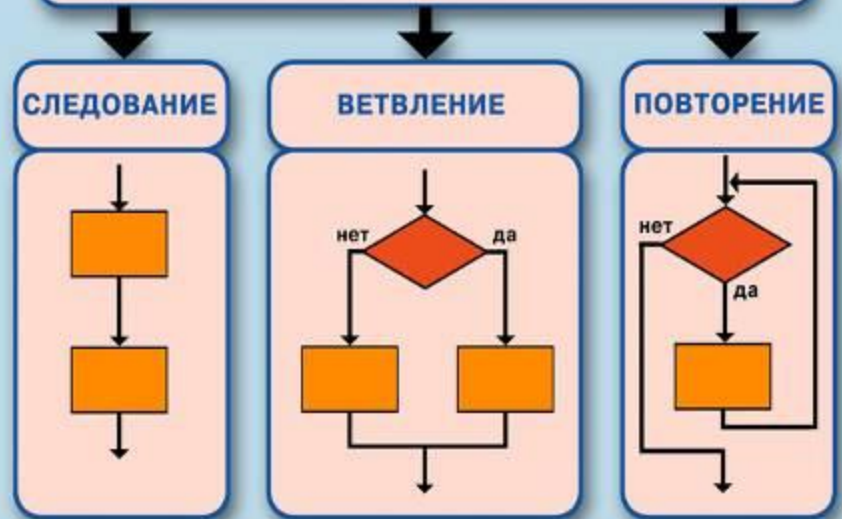 СЛЕДОВАНИЕ
ВЕТВЛЕНИЕ
ПОВТОРЕНИЕ
нет
да
нет
да